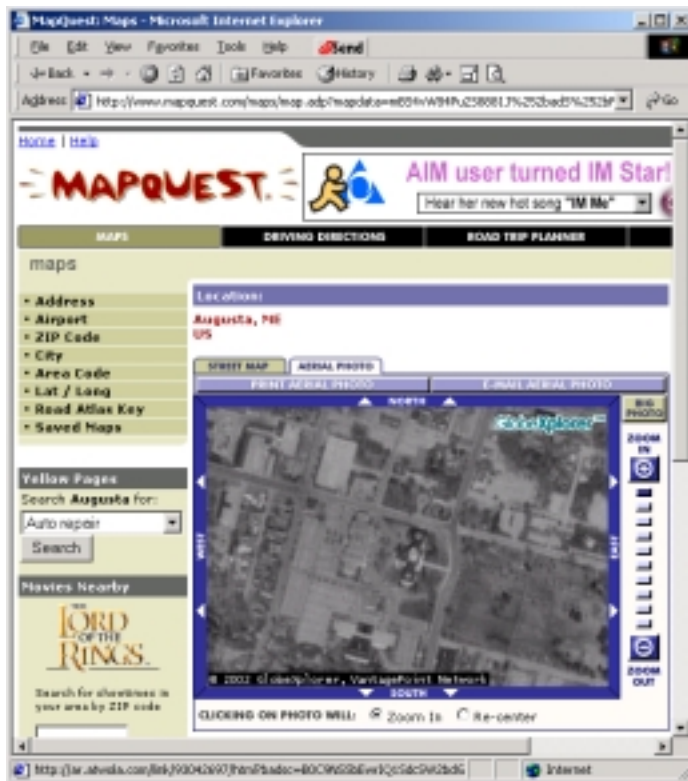 MapQuest: Maps - Microsoft Internet Explorer
File Edit View Favorites Tools Help Send
Back Favorites History
Address Go
Home | Help
MAPQUEST.
AIM user turned IM Star!
Hear her new hot song "IM Me"
MAPS DRIVING DIRECTIONS ROAD TRIP PLANNER
maps
Address
Airport
ZIP Code
City
Area Code
Lat / Long
Road Atlas Key
Saved Maps
Location:
Augusta, ME
US
STREET MAP AERIAL PHOTO
PRINT AERIAL PHOTO E-MAIL AERIAL PHOTO
NORTH
WEST
EAST
SOUTH
GlobeXplorer
© 2002 GlobeXplorer, VantagePoint Network
BIG PHOTO
ZOOM IN
ZOOM OUT
CLICKING ON PHOTO WILL: Zoom In Re-center
Yellow Pages
Search Augusta for:
Auto repair
Search
Movies Nearby
THE
LORD
OF THE
RINGS
Search for showtimes in
your area by ZIP code
Internet